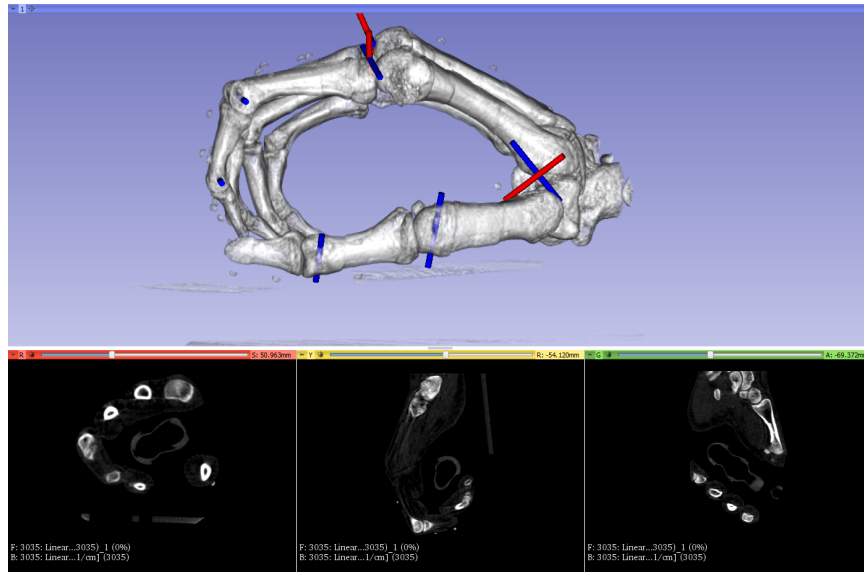 1
R S: 50.963mm
Y R: -54.120mm
G A: -69.372mm
F: 3035: Linear...3035)_1 (0%)
B: 3035: Linear...1/cm] (3035)
F: 3035: Linear...3035)_1 (0%)
B: 3035: Linear...1/cm] (3035)
F: 3035: Linear...3035)_1 (0%)
B: 3035: Linear...1/cm] (3035)